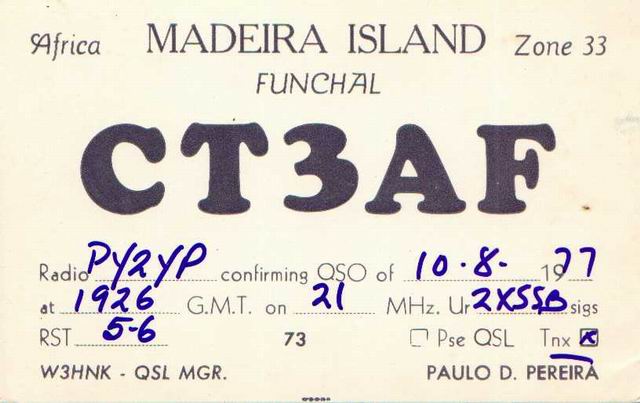 Africa MADEIRA ISLAND Zone 33
FUNCHAL
CT3AF
Radio PY2YP confirming QSO of 10.8. 1977
at 1926 G.M.T. on 21 MHz. Ur 2XSSB sigs
RST 5-6 73 Pse QSL Tnx x
W3HNK - QSL MGR. PAULO D. PEREIRA